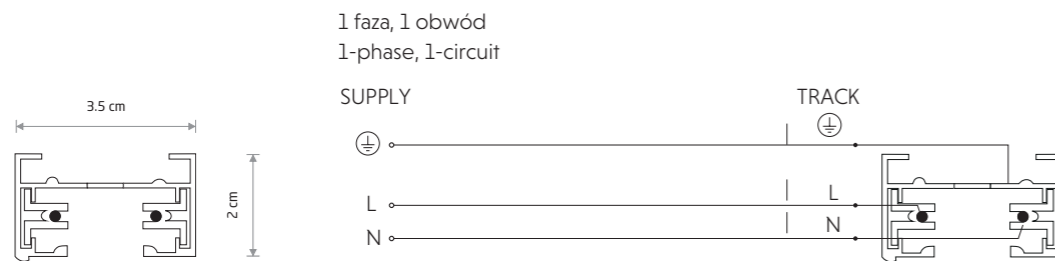 1 faza, 1 obwód
1-phase, 1-circuit
SUPPLY
TRACK
3.5 cm
2 cm
L
L
N
N